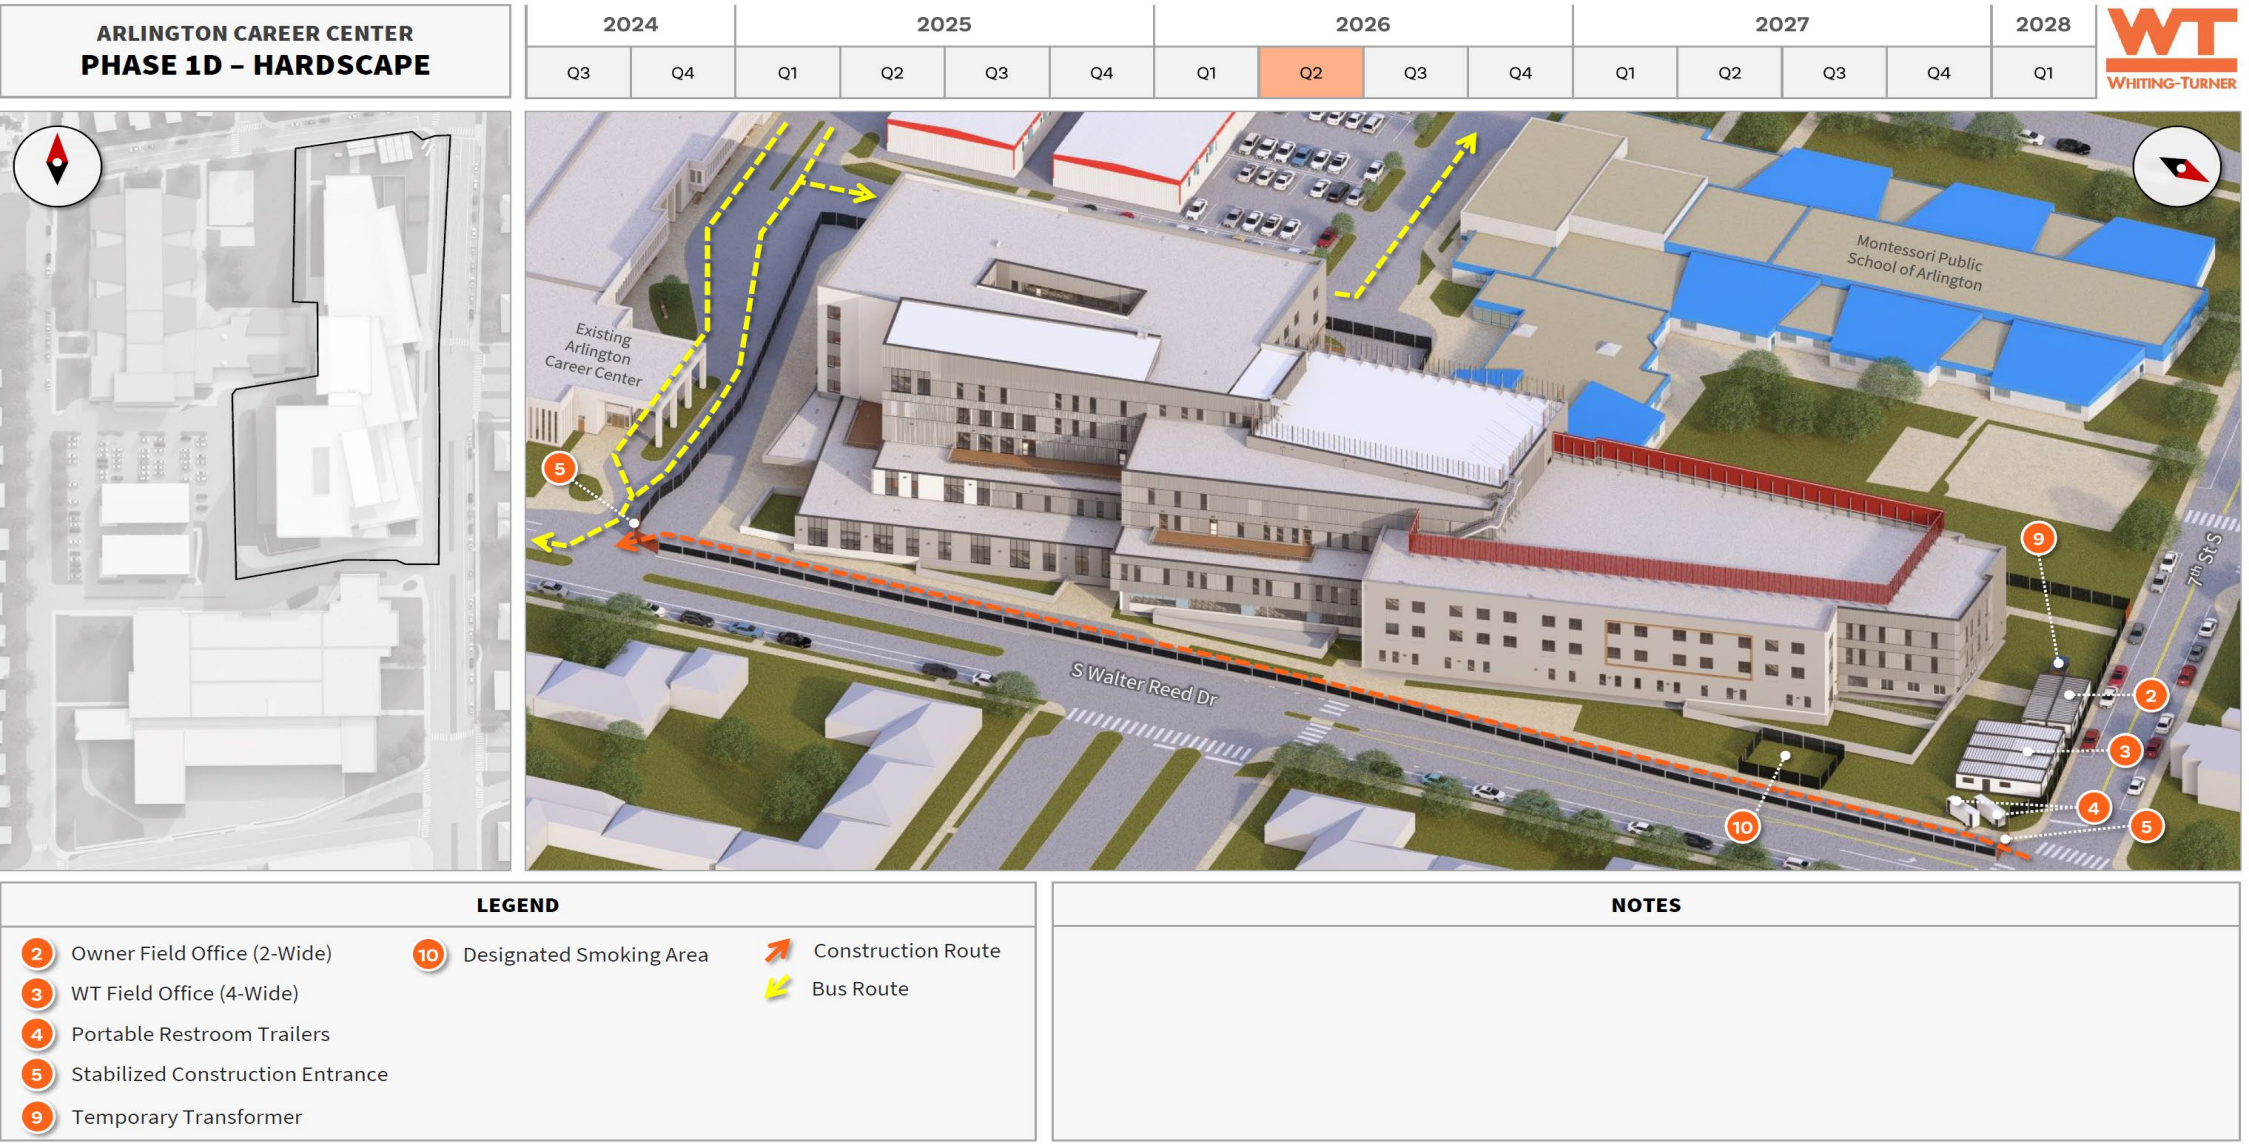 ARLINGTON CAREER CENTER
PHASE 1D – HARDSCAPE
2024
2025
2026
2027
2028
Q3
Q4
Q1
Q2
Q3
Q4
Q1
Q2
Q3
Q4
Q1
Q2
Q3
Q4
Q1
WT
WHITING-TURNER
Montessori Public
School of Arlington
Existing
Arlington
Career Center
5
9
7th St S
2
S Walter Reed Dr
3
4
10
5
LEGEND
2 Owner Field Office (2-Wide)
3 WT Field Office (4-Wide)
4 Portable Restroom Trailers
5 Stabilized Construction Entrance
9 Temporary Transformer
10 Designated Smoking Area
Construction Route
Bus Route
NOTES